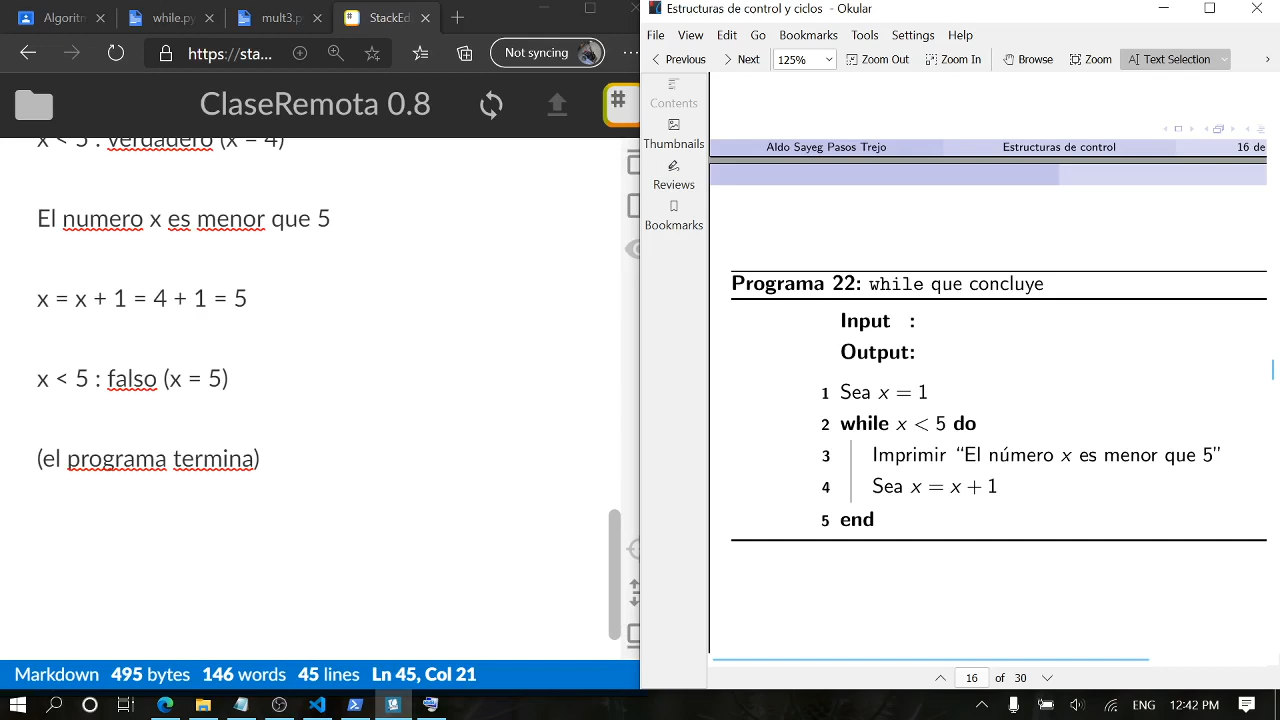 Algoritm
while.py
mult3.p
StackEd
https://sta...
Not syncing
ClaseRemota 0.8
x < 5 : verdadero (x = 4)
El numero x es menor que 5
x = x + 1 = 4 + 1 = 5
x < 5 : falso (x = 5)
(el programa termina)
Markdown 495 bytes 146 words 45 lines Ln 45, Col 21
Estructuras de control y ciclos - Okular
File View Edit Go Bookmarks Tools Settings Help
Previous Next 125% Zoom Out Zoom In Browse Zoom Text Selection
Contents
Thumbnails
Reviews
Bookmarks
Aldo Sayeg Pasos Trejo Estructuras de control 16 de
Programa 22: while que concluye
Input :
Output:
1 Sea x = 1
2 while x < 5 do
3 Imprimir “El número x es menor que 5”
4 Sea x = x + 1
5 end
16 of 30
ENG 12:42 PM